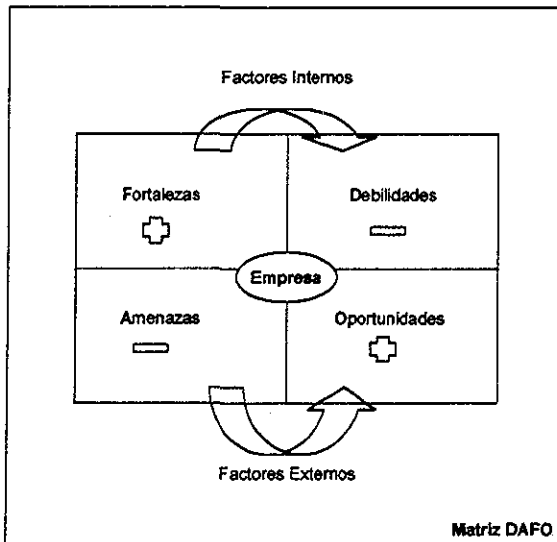 Factores Internos
Fortalezas
Debilidades
Empresa
Amenazas
Oportunidades
Factores Externos
Matriz DAFO